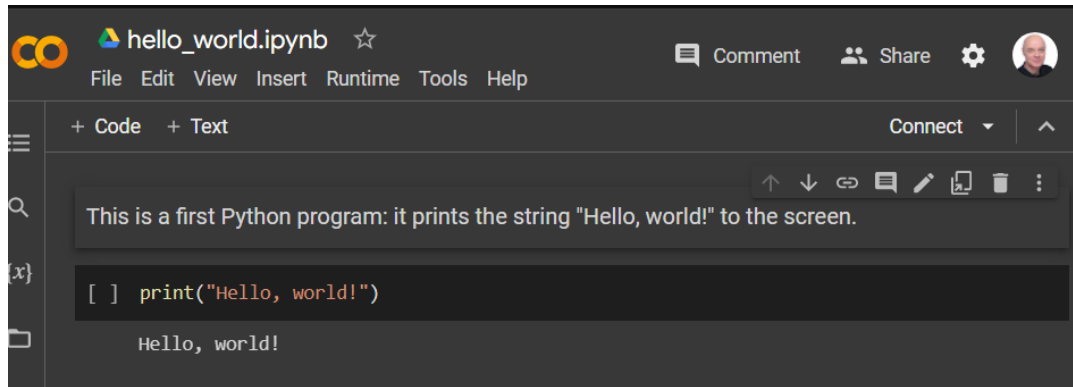 hello_world.ipynb
Comment Share
File Edit View Insert Runtime Tools Help
+ Code + Text Connect
This is a first Python program: it prints the string "Hello, world!" to the screen.
{x}
[ ] print("Hello, world!")
Hello, world!